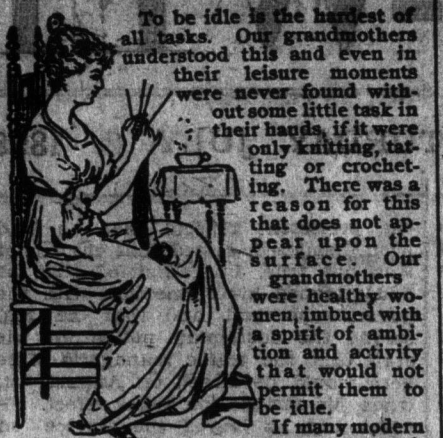 To be idle is the hardest of
all tasks. Our grandmothers
understood this and even in
their leisure moments
were never found with-
out some little task in
their hands, if it were
only knitting, tat-
ting or crochet-
ing. There was a
reason for this
that does not ap-
pear upon the
surface. Our
grandmothers
were healthy wo-
men, imbued with
a spirit of ambi-
tion and activity
that would not
permit them to
be idle.
If many modern